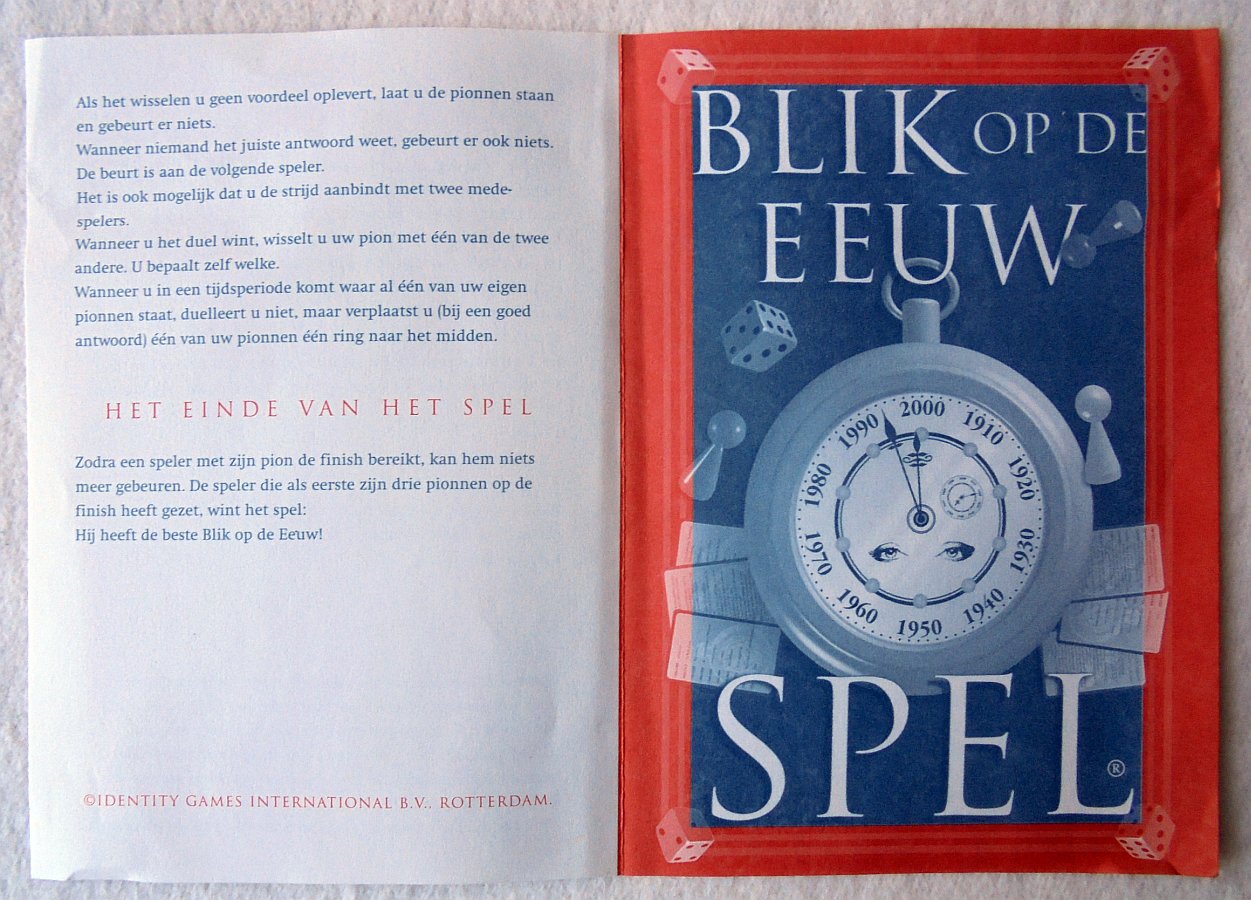 Als het wisselen u geen voordeel oplevert, laat u de pionnen staan
en gebeurt er niets.
Wanneer niemand het juiste antwoord weet, gebeurt er ook niets.
De beurt is aan de volgende speler.
Het is ook mogelijk dat u de strijd aanbindt met twee mede-
spelers.
Wanneer u het duel wint, wisselt u uw pion met één van de twee
andere. U bepaalt zelf welke.
Wanneer u in een tijdsperiode komt waar al één van uw eigen
pionnen staat, duelleert u niet, maar verplaatst u (bij een goed
antwoord) één van uw pionnen één ring naar het midden.
HET EINDE VAN HET SPEL
Zodra een speler met zijn pion de finish bereikt, kan hem niets
meer gebeuren. De speler die als eerste zijn drie pionnen op de
finish heeft gezet, wint het spel:
Hij heeft de beste Blik op de Eeuw!
©IDENTITY GAMES INTERNATIONAL B.V., ROTTERDAM.
BLIK OP DE
EEUW
2000
1910
1920
1930
1940
1950
1960
1970
1980
1990
SPEL®